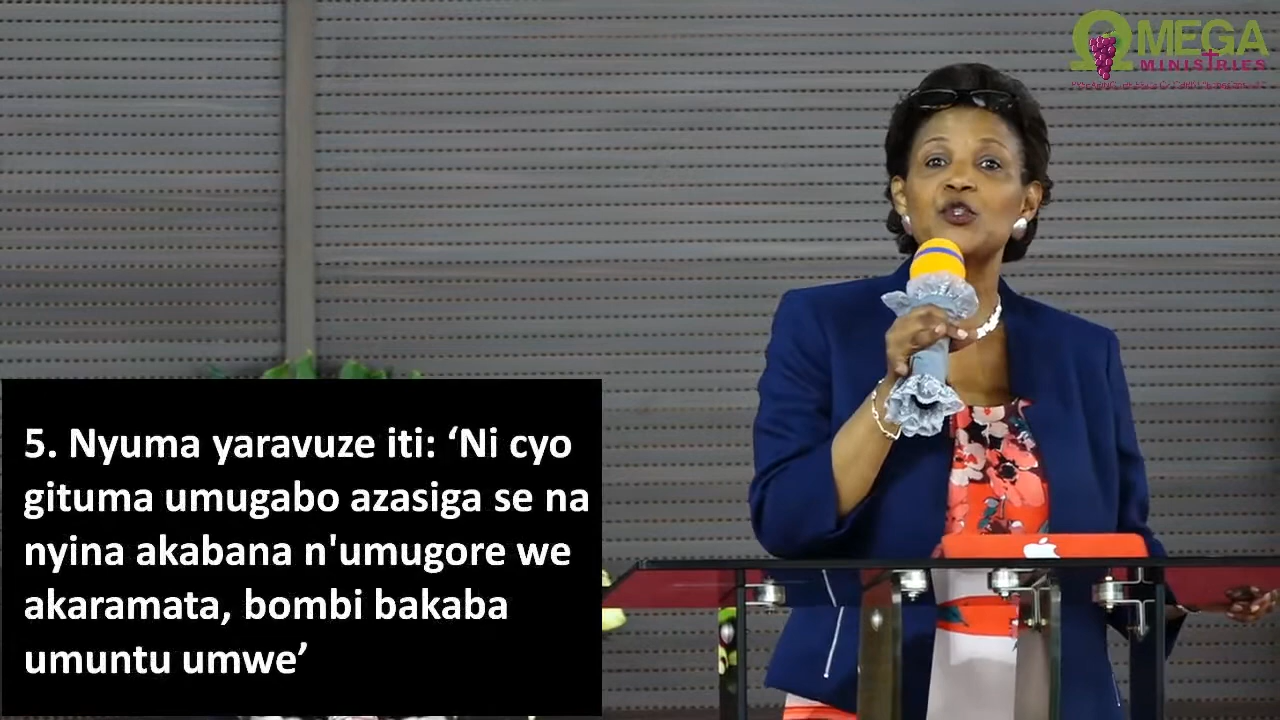 ΩMEGA
MINISTRIES
5. Nyuma yaravuze iti: ‘Ni cyo
gituma umugabo azasiga se na
nyina akabana n'umugore we
akaramata, bombi bakaba
umuntu umwe’